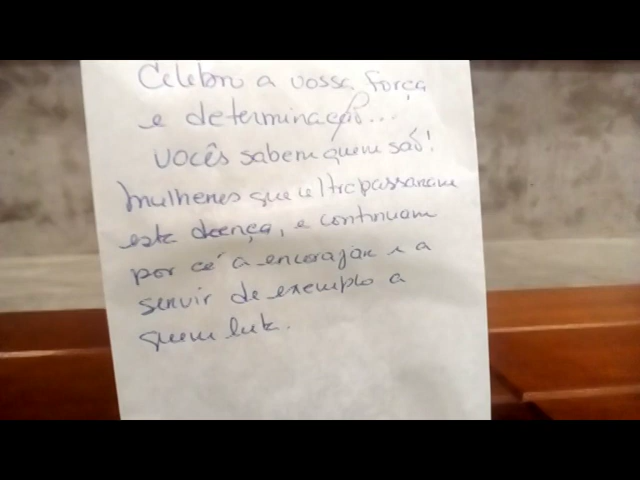 Celebro a vossa força
e determinação...
vocês sabem quem são!
Mulheres que ultrapassaram
esta doença, e continuam
por cá a encorajar e a
servir de exemplo a
quem luta.